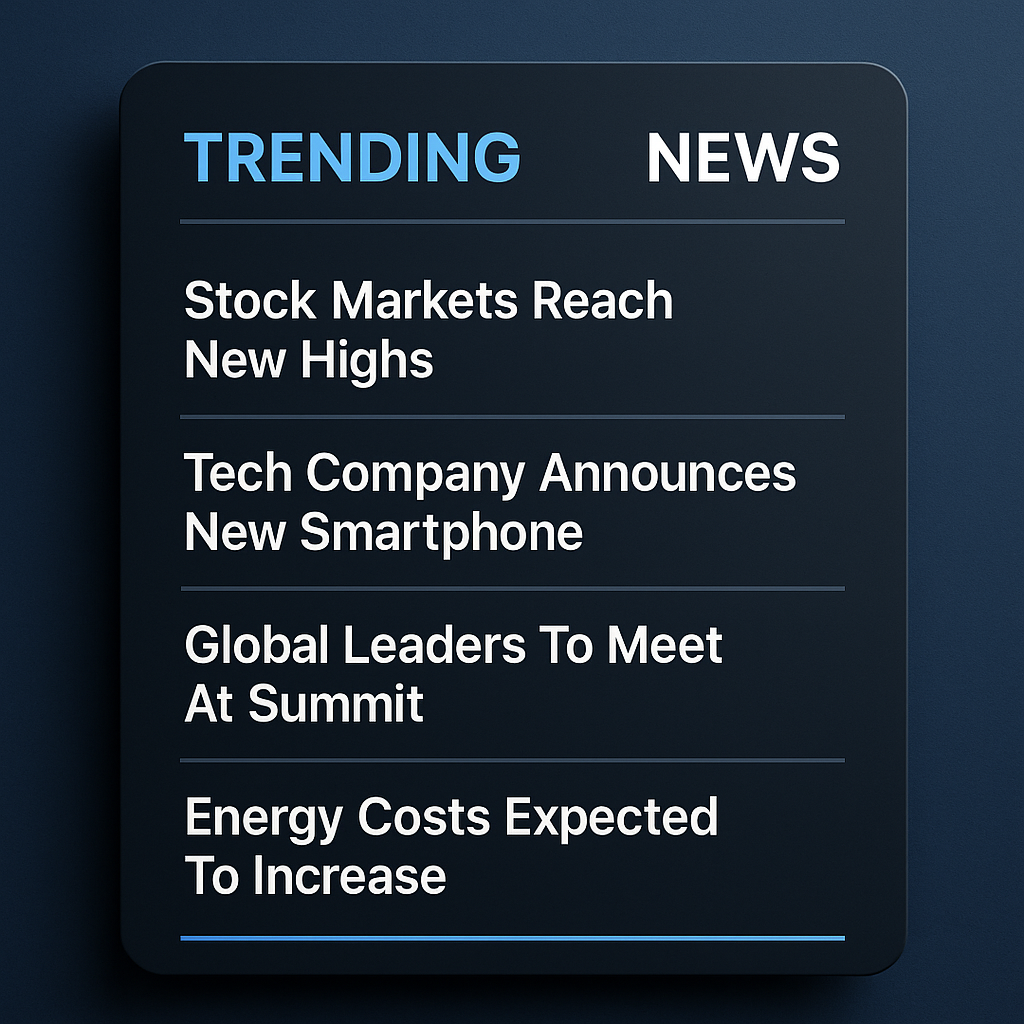 TRENDING NEWS
Stock Markets Reach
New Highs
Tech Company Announces
New Smartphone
Global Leaders To Meet
At Summit
Energy Costs Expected
To Increase